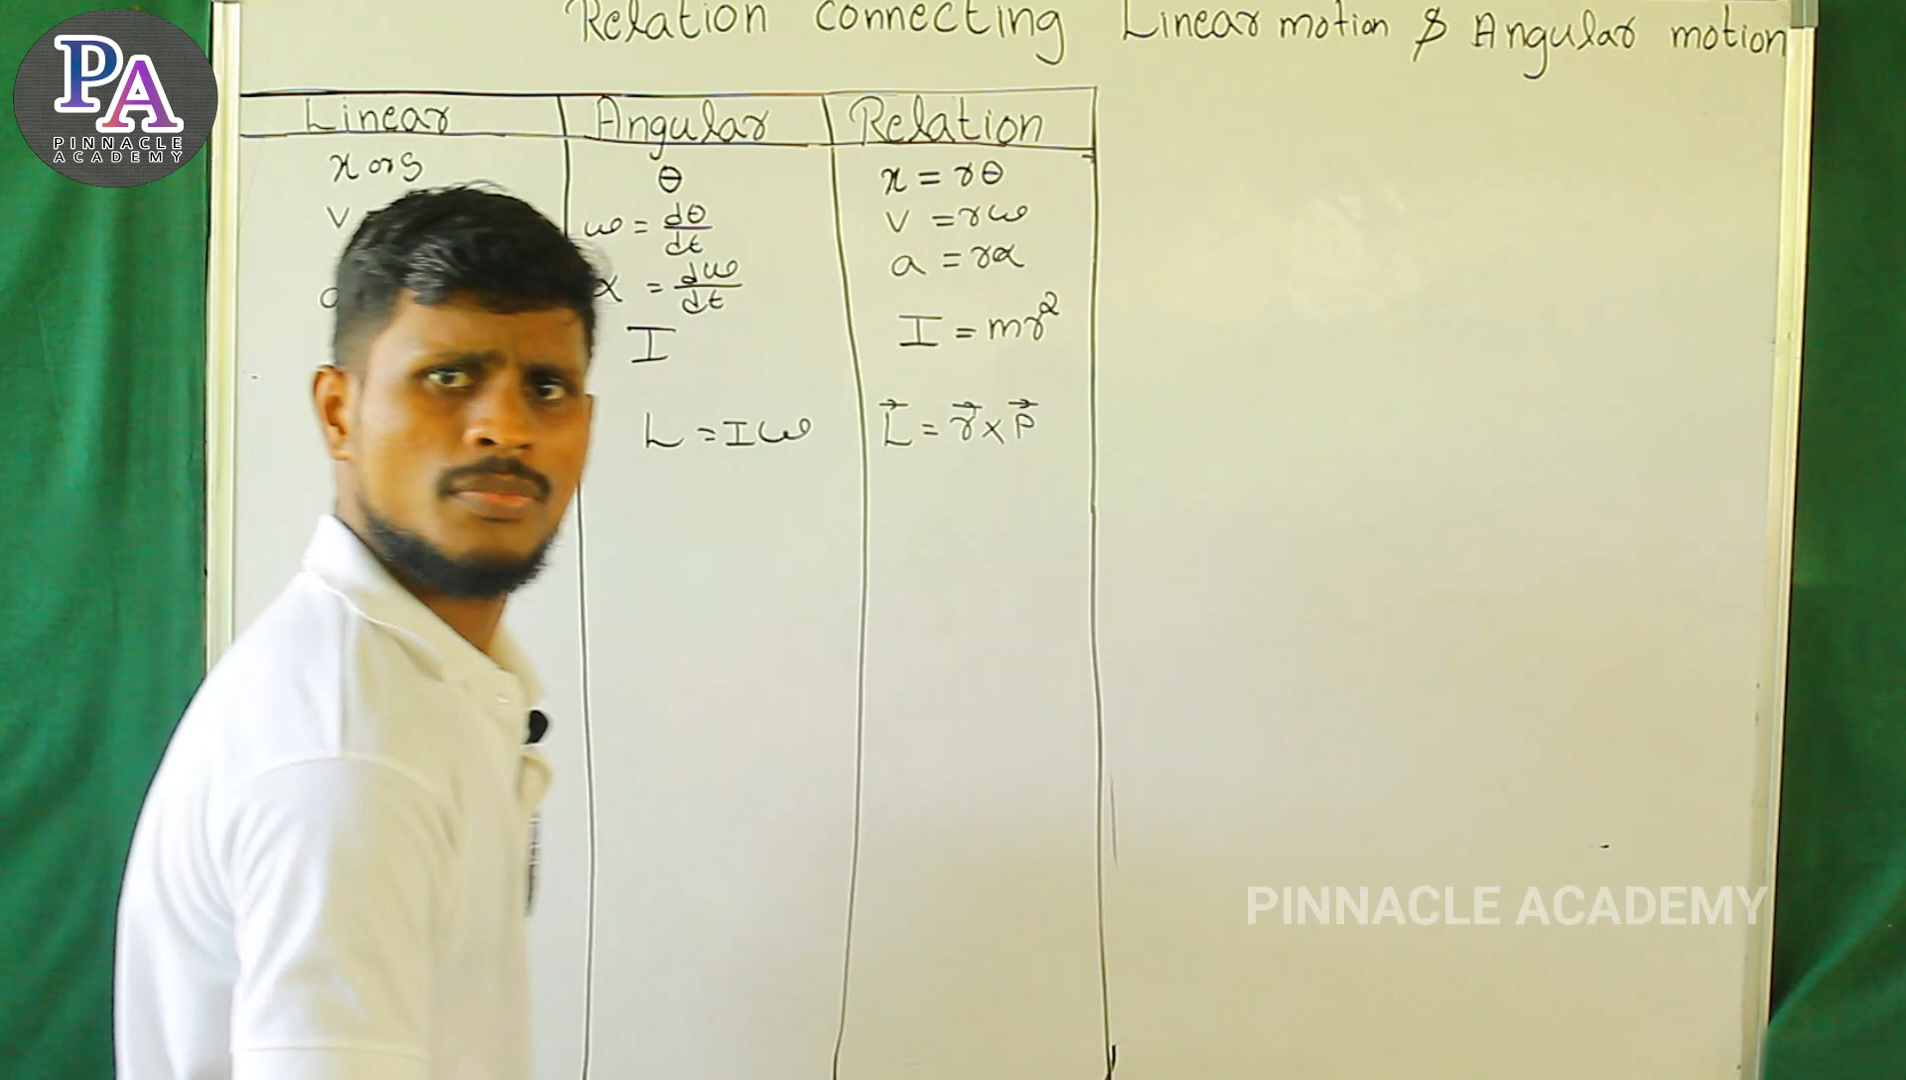 Relation connecting Linear motion & Angular motion
PA
PINNACLE
ACADEMY
Linear Angular Relation
x or S θ x = rθ
v ω = dθ/dt v = rω
α = dω/dt a = rα
I I = mr²
L = Iω L⃗ = r⃗ × P⃗
PINNACLE ACADEMY